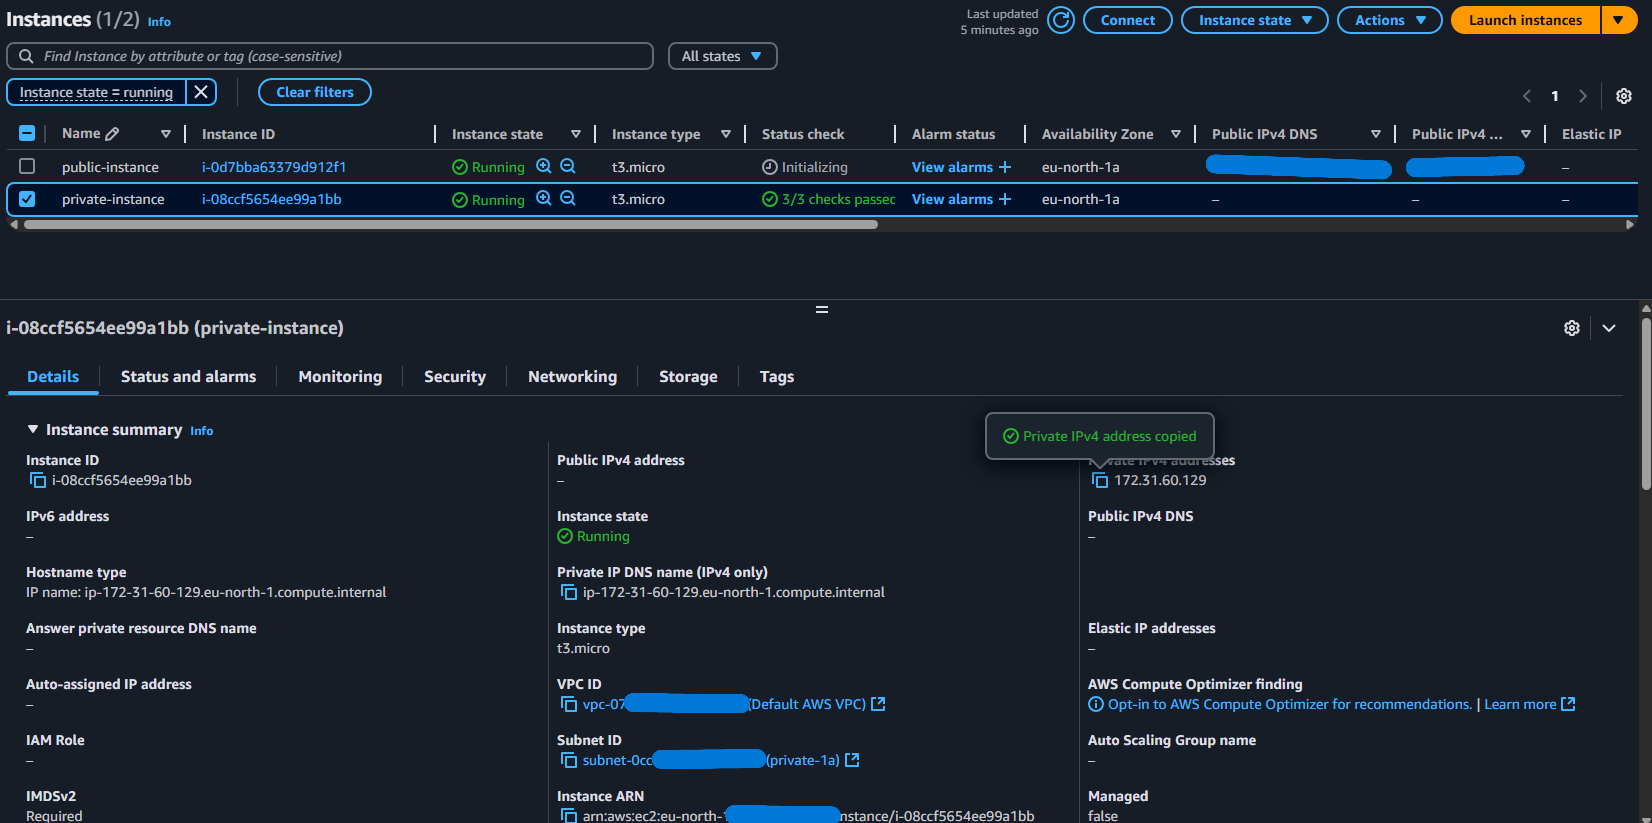 Instances (1/2) Info
Last updated 5 minutes ago
Connect
Instance state
Actions
Launch instances
Find Instance by attribute or tag (case-sensitive)
All states
Instance state = running
Clear filters
1
Name Instance ID Instance state Instance type Status check Alarm status Availability Zone Public IPv4 DNS Public IPv4 ... Elastic IP
public-instance i-0d7bba63379d912f1 Running t3.micro Initializing View alarms + eu-north-1a –
private-instance i-08ccf5654ee99a1bb Running t3.micro 3/3 checks passec View alarms + eu-north-1a – – –
i-08ccf5654ee99a1bb (private-instance)
Details Status and alarms Monitoring Security Networking Storage Tags
Instance summary Info
Private IPv4 address copied
Instance ID
i-08ccf5654ee99a1bb
Public IPv4 address
–
Private IPv4 addresses
172.31.60.129
IPv6 address
–
Instance state
Running
Public IPv4 DNS
–
Hostname type
IP name: ip-172-31-60-129.eu-north-1.compute.internal
Private IP DNS name (IPv4 only)
ip-172-31-60-129.eu-north-1.compute.internal
Answer private resource DNS name
–
Instance type
t3.micro
Elastic IP addresses
–
Auto-assigned IP address
–
VPC ID
vpc-07 (Default AWS VPC)
AWS Compute Optimizer finding
Opt-in to AWS Compute Optimizer for recommendations. | Learn more
IAM Role
–
Subnet ID
subnet-0cc (private-1a)
Auto Scaling Group name
–
IMDSv2
Required
Instance ARN
arn:aws:ec2:eu-north- nstance/i-08ccf5654ee99a1bb
Managed
false